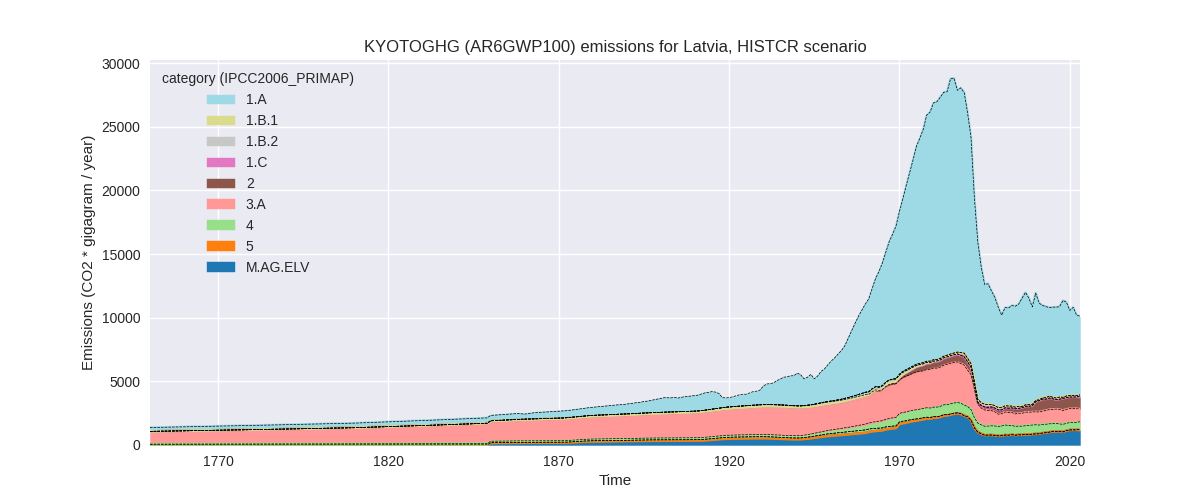 KYOTOGHG (AR6GWP100) emissions for Latvia, HISTCR scenario
Emissions (CO2 * gigagram / year)
30000
25000
20000
15000
10000
5000
0
category (IPCC2006_PRIMAP)
1.A
1.B.1
1.B.2
1.C
2
3.A
4
5
M.AG.ELV
1770
1820
1870
1920
1970
2020
Time